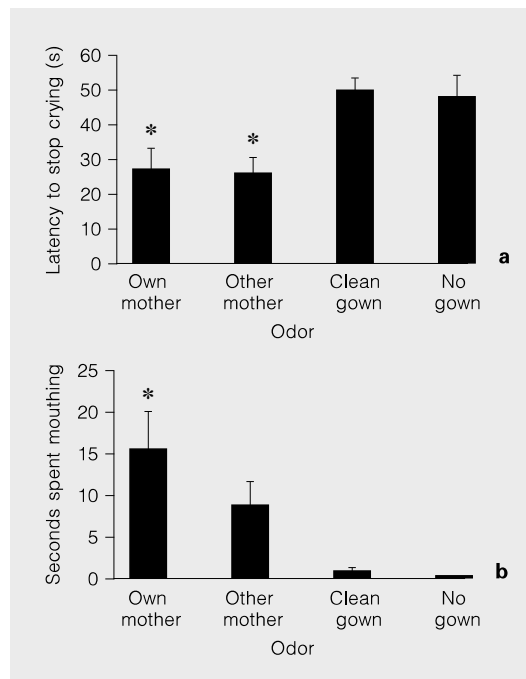 Latency to stop crying (s)
60
50
40
30
20
10
0
*
*
Own
mother
Other
mother
Clean
gown
No
gown
Odor
a
Seconds spent mouthing
25
20
15
10
5
0
*
Own
mother
Other
mother
Clean
gown
No
gown
Odor
b